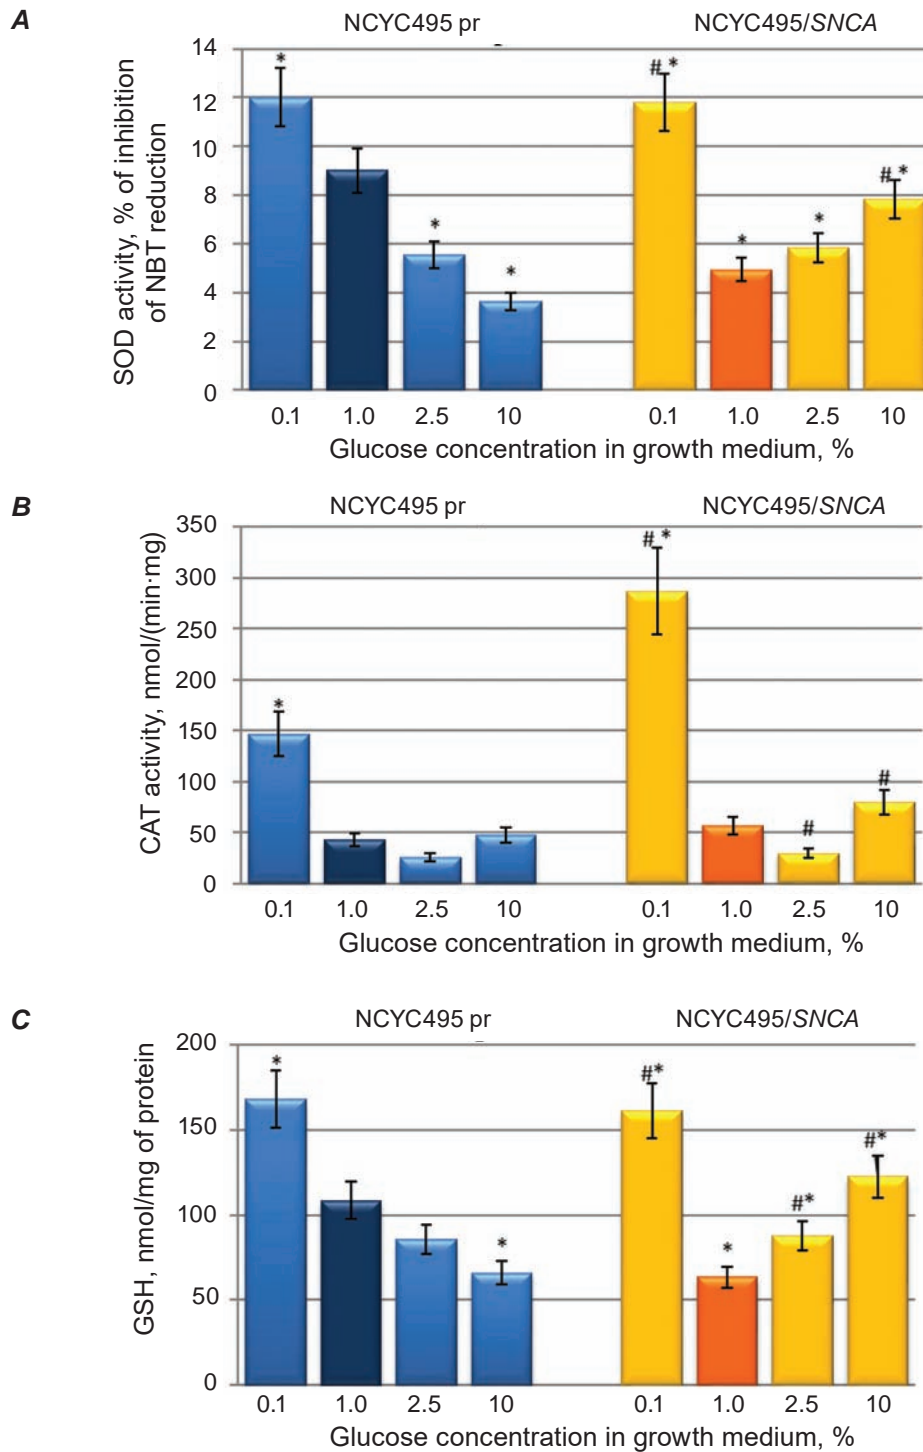 A
NCYC495 pr
NCYC495/SNCA
SOD activity, % of inhibition
of NBT reduction
14
12
10
8
6
4
2
0
*
*
*
# *
*
*
# *
0.1 1.0 2.5 10 0.1 1.0 2.5 10
Glucose concentration in growth medium, %
B
NCYC495 pr
NCYC495/SNCA
CAT activity, nmol/(min·mg)
350
300
250
200
150
100
50
0
*
# *
#
#
0.1 1.0 2.5 10 0.1 1.0 2.5 10
Glucose concentration in growth medium, %
C
NCYC495 pr
NCYC495/SNCA
GSH, nmol/mg of protein
200
150
100
50
0
*
*
#*
*
#*
#*
0.1 1.0 2.5 10 0.1 1.0 2.5 10
Glucose concentration in growth medium, %